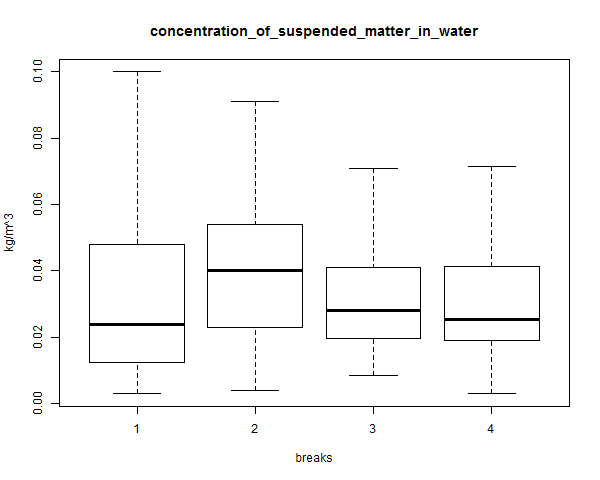 concentration_of_suspended_matter_in_water
0.10
0.08
0.06
0.04
0.02
0.00
kg/m^3
1 2 3 4
breaks